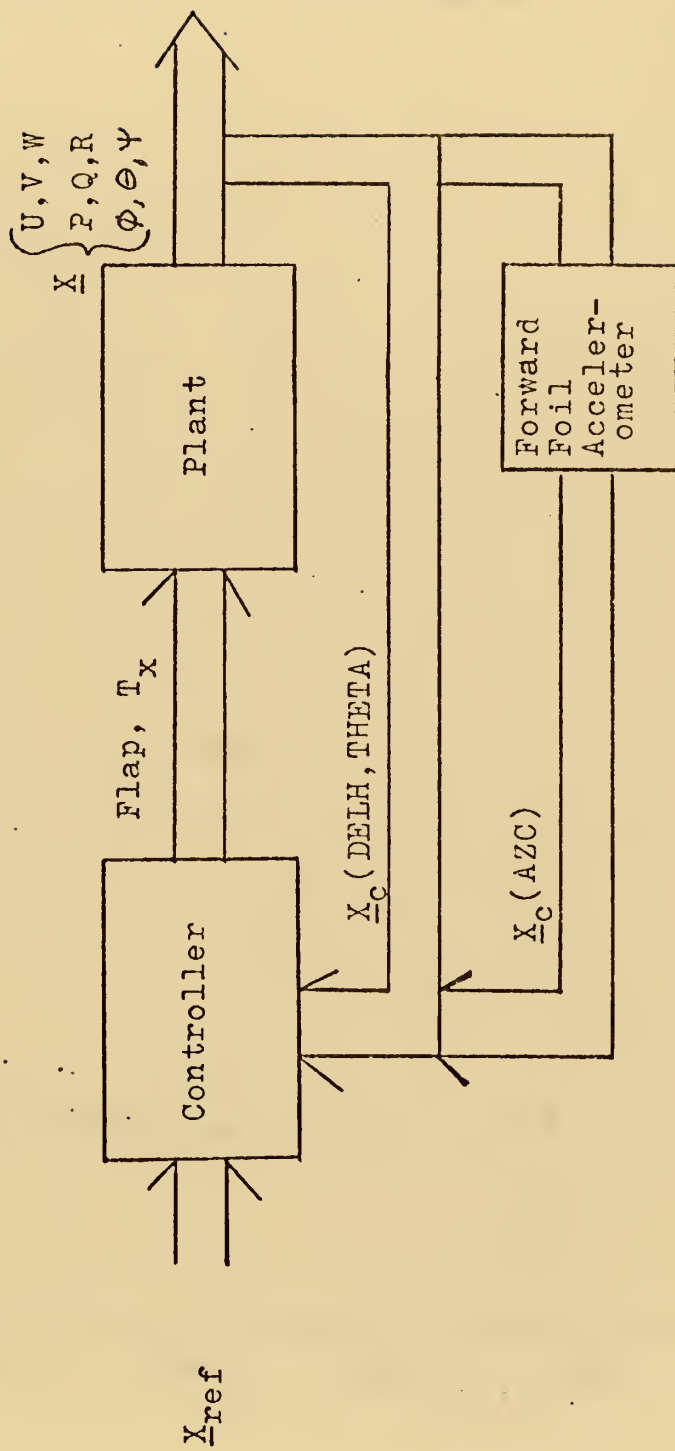 X_ref
Controller
Flap, T_x
Plant
X
U,V,W
P,Q,R
Φ,Θ,Ψ
X_c(DELH,THETA)
X_c(AZC)
Forward
Foil
Acceler-
ometer